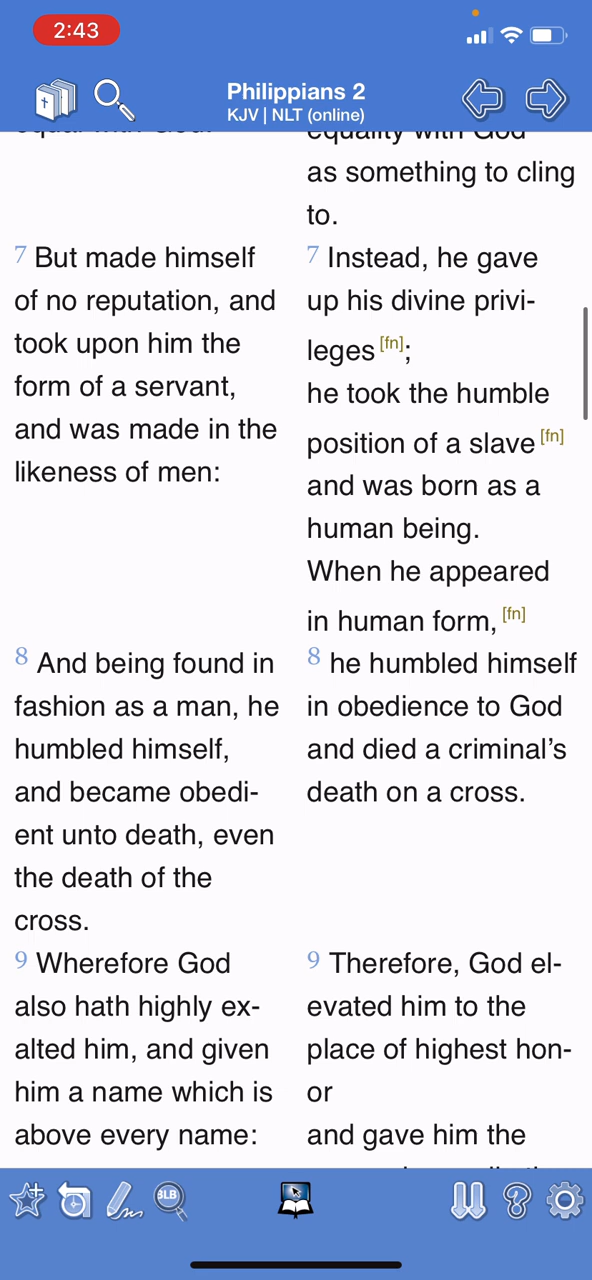 2:43
Philippians 2
KJV | NLT (online)
equal with God.
7 But made himself
of no reputation, and
took upon him the
form of a servant,
and was made in the
likeness of men:
8 And being found in
fashion as a man, he
humbled himself,
and became obedi-
ent unto death, even
the death of the
cross.
9 Wherefore God
also hath highly ex-
alted him, and given
him a name which is
above every name:
equality with God
as something to cling
to.
7 Instead, he gave
up his divine privi-
leges [fn];
he took the humble
position of a slave [fn]
and was born as a
human being.
When he appeared
in human form, [fn]
8 he humbled himself
in obedience to God
and died a criminal’s
death on a cross.
9 Therefore, God el-
evated him to the
place of highest hon-
or
and gave him the
BLB